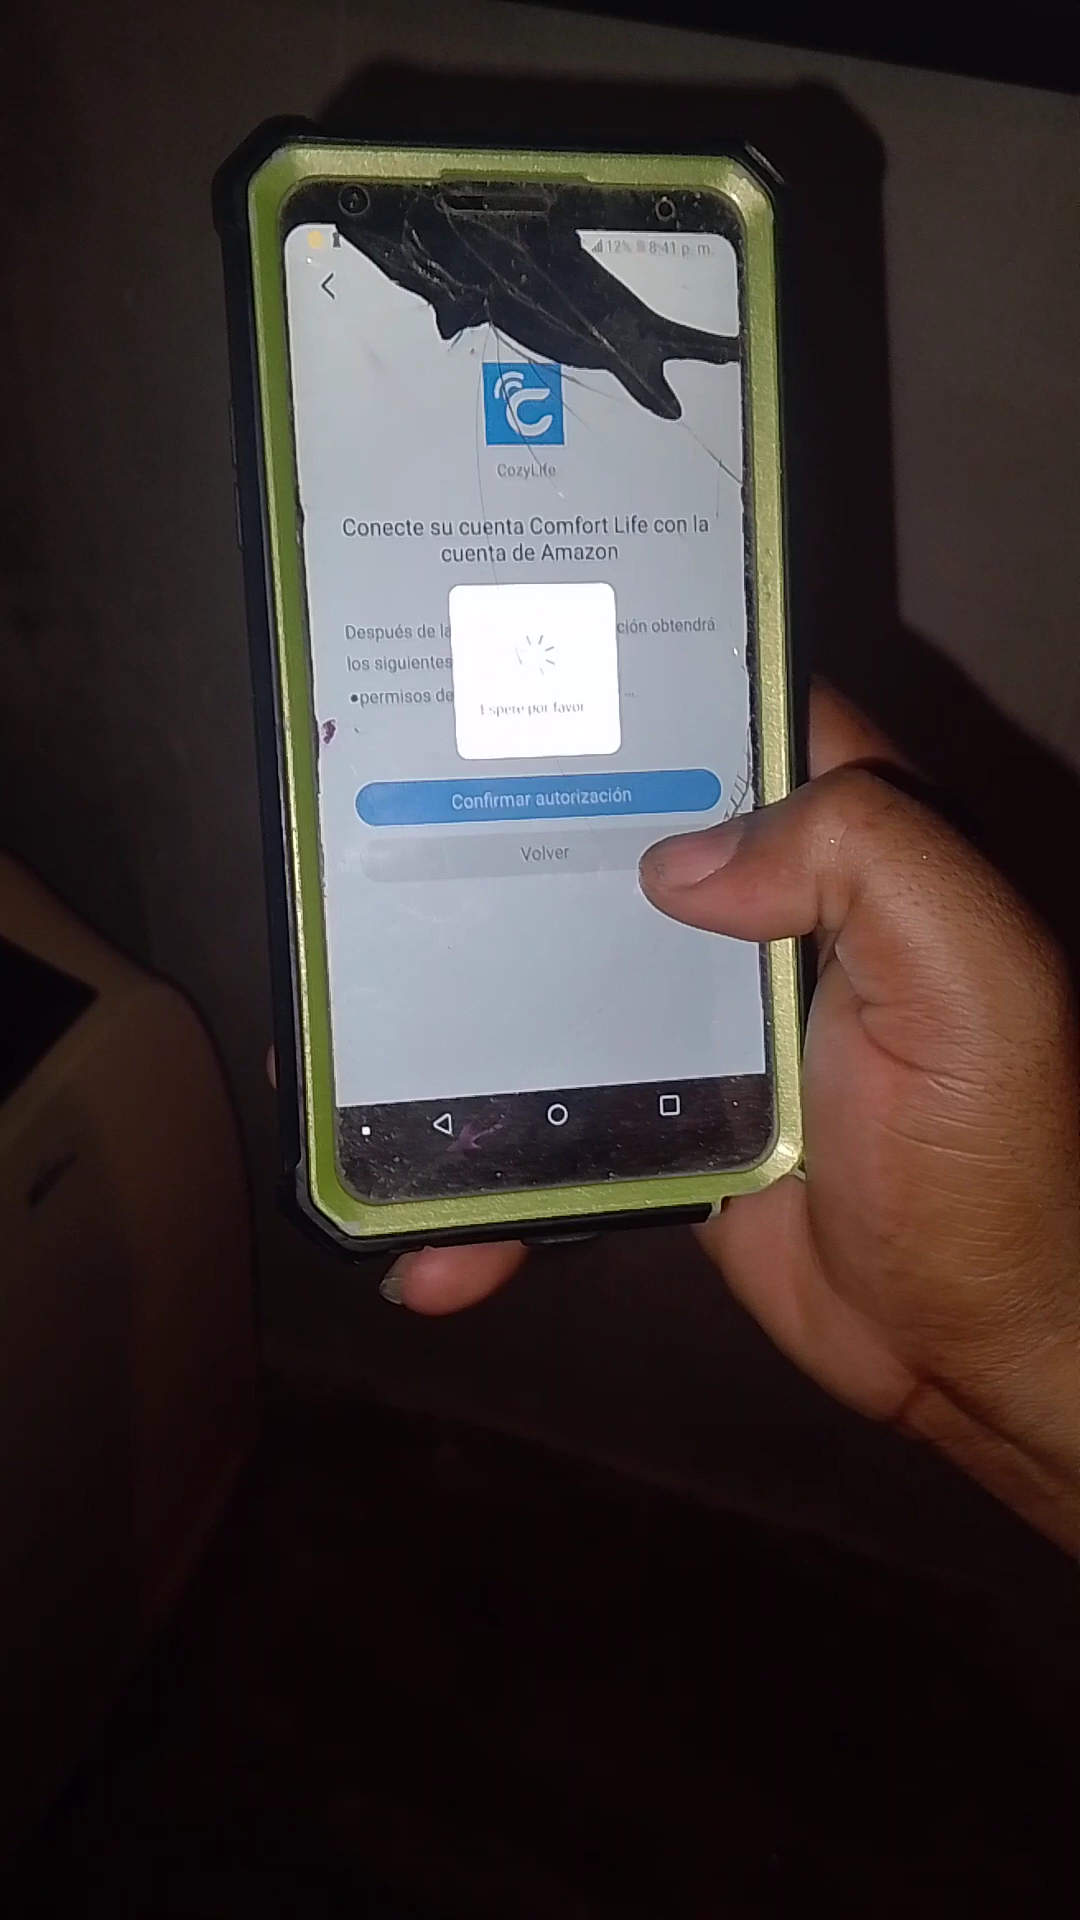 12% 8:41 p. m.
CozyLife
Conecte su cuenta Comfort Life con la
cuenta de Amazon
Después de la ción obtendrá
los siguientes
•permisos de ...
Espere por favor
Confirmar autorización
Volver